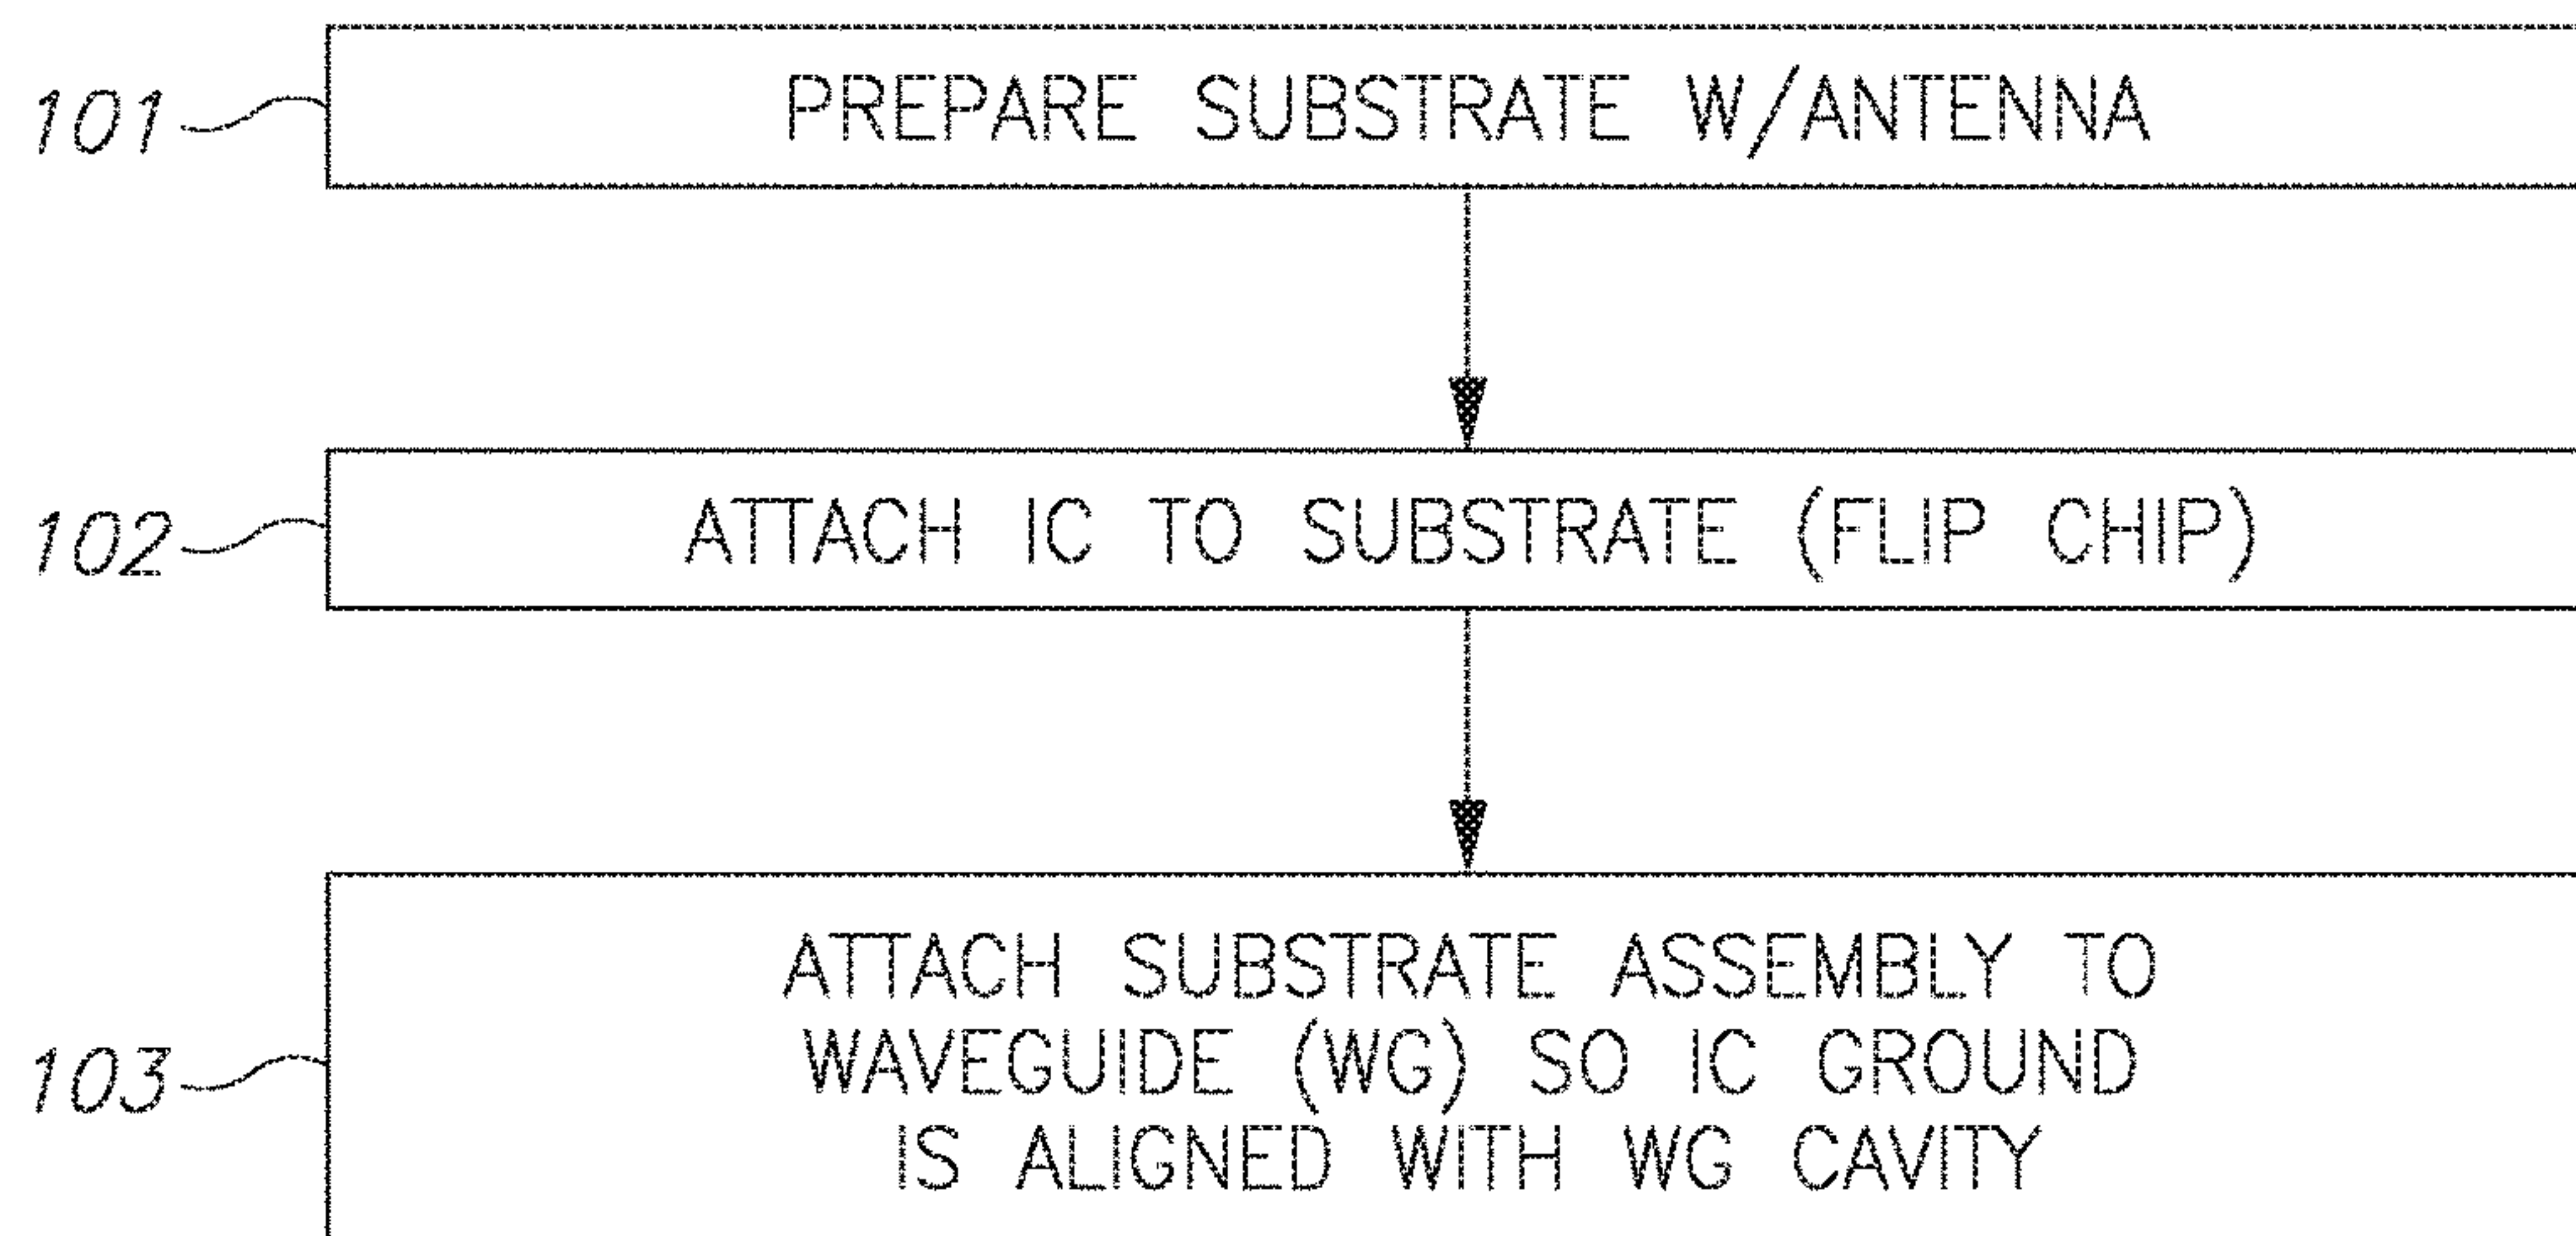 101
PREPARE SUBSTRATE W/ANTENNA
102
ATTACH IC TO SUBSTRATE (FLIP CHIP)
103
ATTACH SUBSTRATE ASSEMBLY TO
WAVEGUIDE (WG) SO IC GROUND
IS ALIGNED WITH WG CAVITY